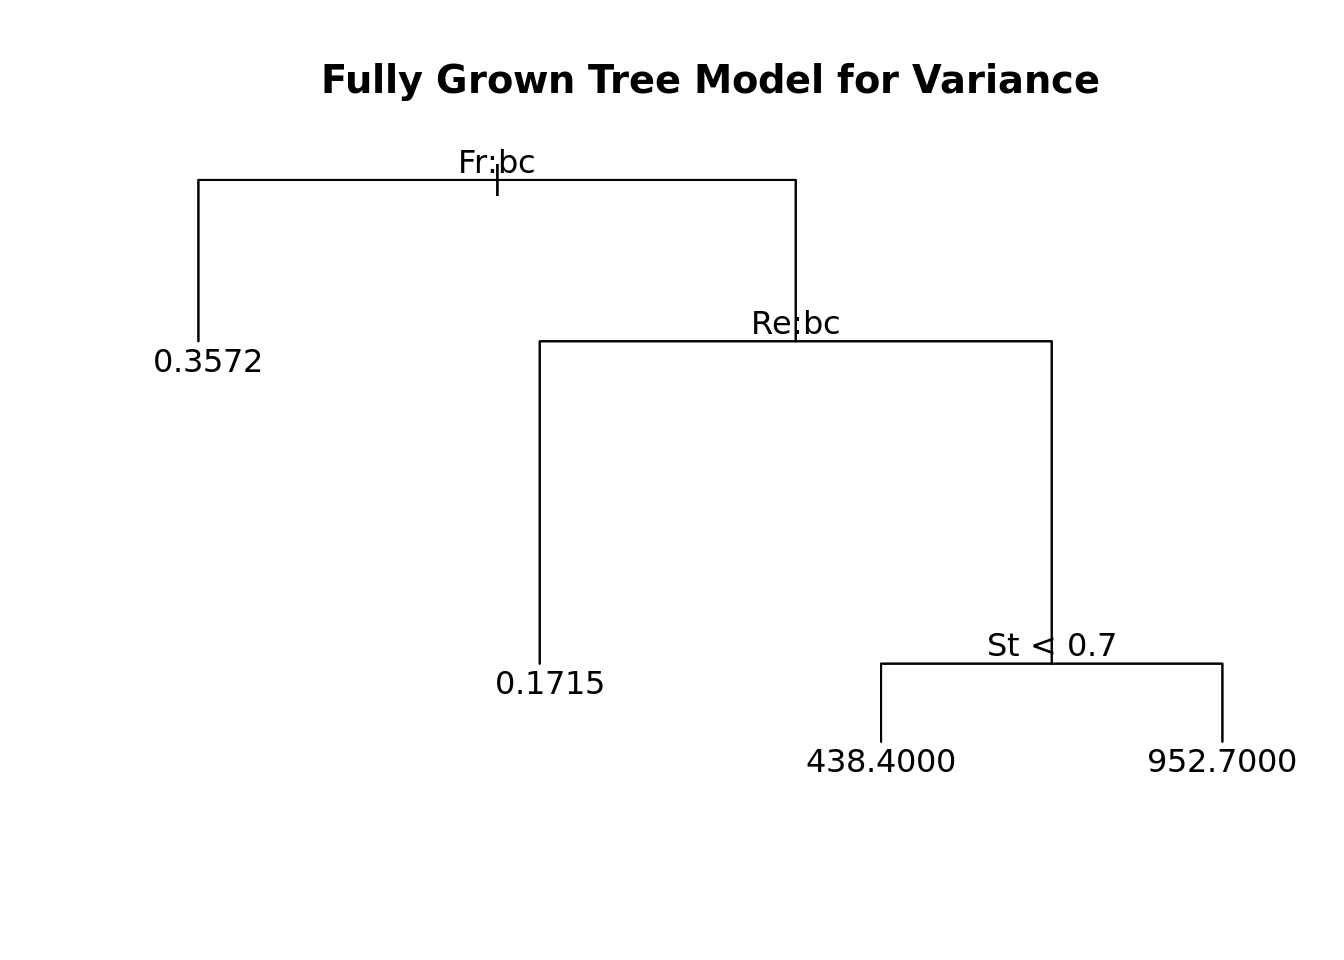 Fully Grown Tree Model for Variance
Fr:bc
Re:bc
0.3572
St < 0.7
0.1715
438.4000
952.7000